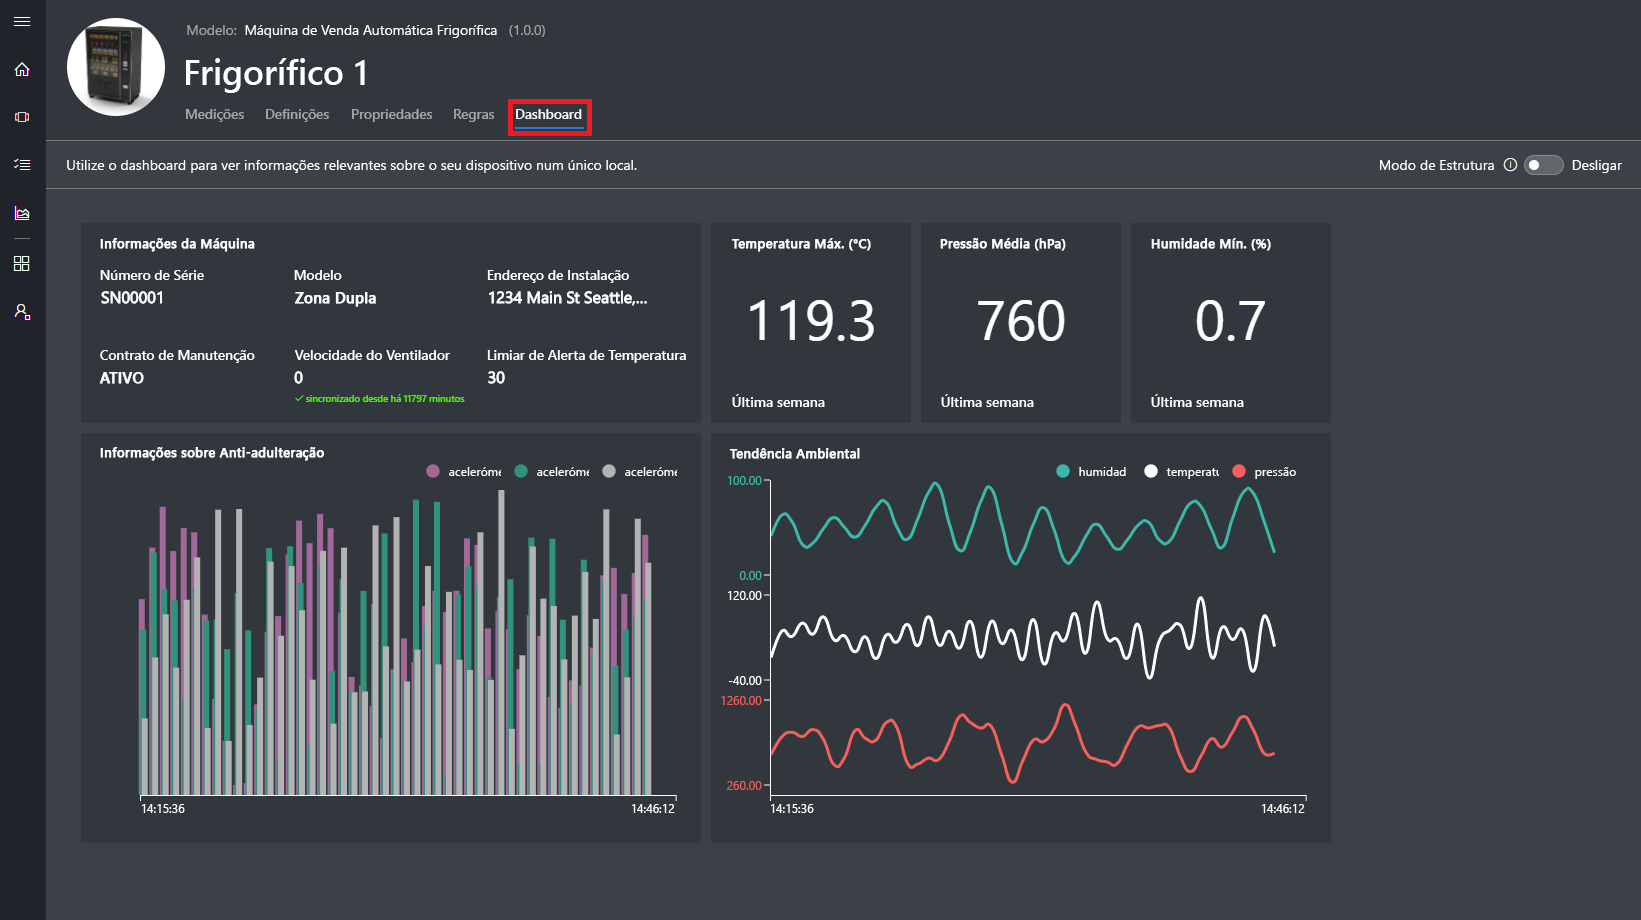 Modelo: Máquina de Venda Automática Frigorífica (1.0.0)
Frigorífico 1
Medições Definições Propriedades Regras Dashboard
Utilize o dashboard para ver informações relevantes sobre o seu dispositivo num único local.
Modo de Estrutura Desligar
Informações da Máquina
Número de Série Modelo Endereço de Instalação
SN00001 Zona Dupla 1234 Main St Seattle,...
Contrato de Manutenção Velocidade do Ventilador Limiar de Alerta de Temperatura
ATIVO 0 30
sincronizado desde há 11797 minutos
Temperatura Máx. (°C)
119.3
Última semana
Pressão Média (hPa)
760
Última semana
Humidade Mín. (%)
0.7
Última semana
Informações sobre Anti-adulteração
aceleróme aceleróme aceleróme
14:15:36 14:46:12
Tendência Ambiental
humidad temperatu pressão
100.00
0.00
120.00
-40.00
1260.00
260.00
14:15:36 14:46:12